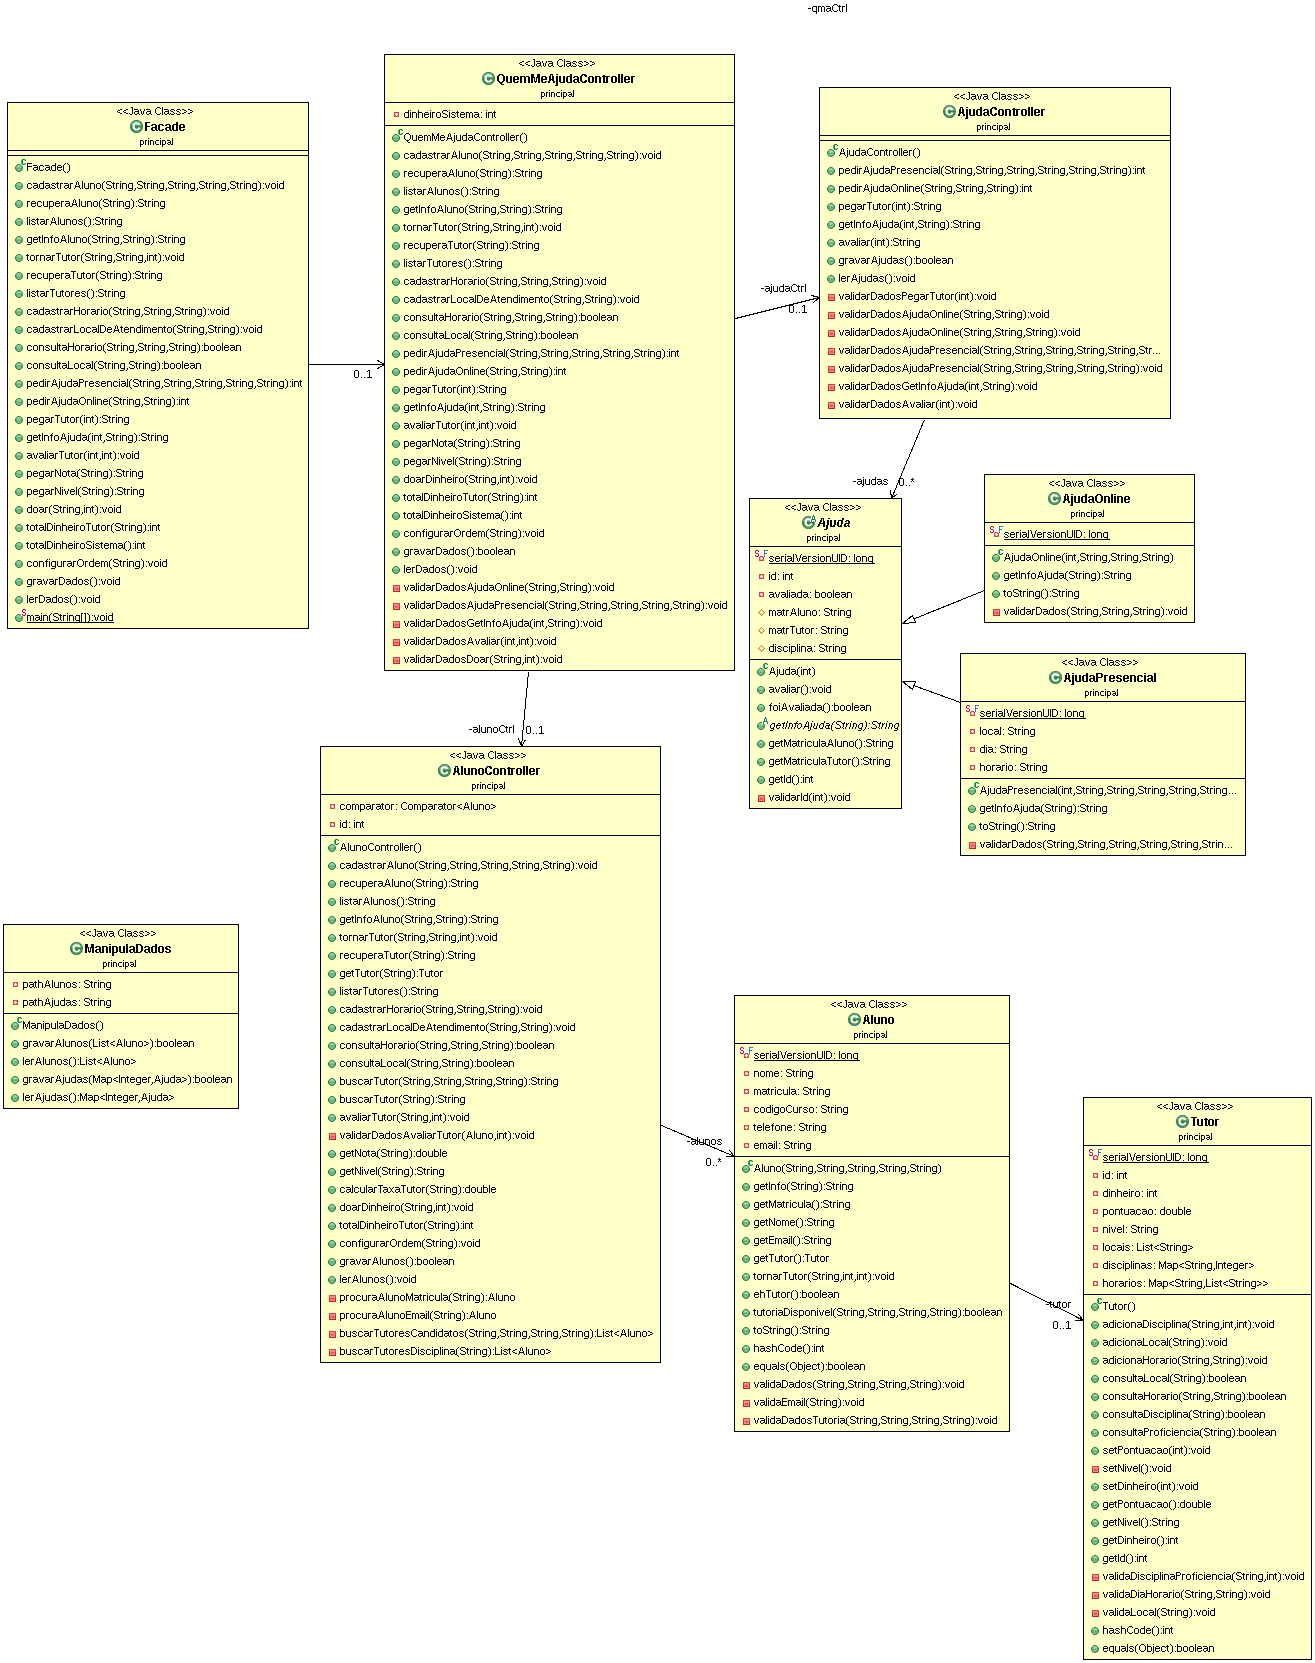 -qmaCtrl
<<Java Class>>
Facade
principal
Facade()
cadastrarAluno(String,String,String,String,String):void
recuperaAluno(String):String
listarAlunos():String
getInfoAluno(String,String):String
tornarTutor(String,String,int):void
recuperaTutor(String):String
listarTutores():String
cadastrarHorario(String,String,String):void
cadastrarLocalDeAtendimento(String,String):void
consultaHorario(String,String,String):boolean
consultaLocal(String,String):boolean
pedirAjudaPresencial(String,String,String,String,String):int
pedirAjudaOnline(String,String):int
pegarTutor(int):String
getInfoAjuda(int,String):String
avaliarTutor(int,int):void
pegarNota(String):String
pegarNivel(String):String
doar(String,int):void
totalDinheiroTutor(String):int
totalDinheiroSistema():int
configurarOrdem(String):void
gravarDados():void
lerDados():void
main(String[]):void
0..1
<<Java Class>>
QuemMeAjudaController
principal
dinheiroSistema: int
QuemMeAjudaController()
cadastrarAluno(String,String,String,String,String):void
recuperaAluno(String):String
listarAlunos():String
getInfoAluno(String,String):String
tornarTutor(String,String,int):void
recuperaTutor(String):String
listarTutores():String
cadastrarHorario(String,String,String):void
cadastrarLocalDeAtendimento(String,String):void
consultaHorario(String,String,String):boolean
consultaLocal(String,String):boolean
pedirAjudaPresencial(String,String,String,String,String):int
pedirAjudaOnline(String,String):int
pegarTutor(int):String
getInfoAjuda(int,String):String
avaliarTutor(int,int):void
pegarNota(String):String
pegarNivel(String):String
doarDinheiro(String,int):void
totalDinheiroTutor(String):int
totalDinheiroSistema():int
configurarOrdem(String):void
gravarDados():boolean
lerDados():void
validarDadosAjudaOnline(String,String):void
validarDadosAjudaPresencial(String,String,String,String,String):void
validarDadosGetInfoAjuda(int,String):void
validarDadosAvaliar(int,int):void
validarDadosDoar(String,int):void
-ajudaCtrl
0..1
<<Java Class>>
AjudaController
principal
AjudaController()
pedirAjudaPresencial(String,String,String,String,String,String):int
pedirAjudaOnline(String,String,String):int
pegarTutor(int):String
getInfoAjuda(int,String):String
avaliar(int):String
gravarAjudas():boolean
lerAjudas():void
validarDadosPegarTutor(int):void
validarDadosAjudaOnline(String,String):void
validarDadosAjudaOnline(String,String,String):void
validarDadosAjudaPresencial(String,String,String,String,String,Str...
validarDadosAjudaPresencial(String,String,String,String,String):void
validarDadosGetInfoAjuda(int,String):void
validarDadosAvaliar(int):void
-ajudas
0..*
<<Java Class>>
Ajuda
principal
serialVersionUID: long
id: int
avaliada: boolean
matrAluno: String
matrTutor: String
disciplina: String
Ajuda(int)
avaliar():void
foiAvaliada():boolean
getInfoAjuda(String):String
getMatriculaAluno():String
getMatriculaTutor():String
getId():int
validarId(int):void
<<Java Class>>
AjudaOnline
principal
serialVersionUID: long
AjudaOnline(int,String,String,String)
getInfoAjuda(String):String
toString():String
validarDados(String,String,String):void
<<Java Class>>
AjudaPresencial
principal
serialVersionUID: long
local: String
dia: String
horario: String
AjudaPresencial(int,String,String,String,String,String...
getInfoAjuda(String):String
toString():String
validarDados(String,String,String,String,String,Strin...
-alunoCtrl
0..1
<<Java Class>>
AlunoController
principal
comparator: Comparator<Aluno>
id: int
AlunoController()
cadastrarAluno(String,String,String,String,String):void
recuperaAluno(String):String
listarAlunos():String
getInfoAluno(String,String):String
tornarTutor(String,String,int):void
recuperaTutor(String):String
getTutor(String):Tutor
listarTutores():String
cadastrarHorario(String,String,String):void
cadastrarLocalDeAtendimento(String,String):void
consultaHorario(String,String,String):boolean
consultaLocal(String,String):boolean
buscarTutor(String,String,String,String):String
buscarTutor(String):String
avaliarTutor(String,int):void
validarDadosAvaliarTutor(Aluno,int):void
getNota(String):double
getNivel(String):String
calcularTaxaTutor(String):double
doarDinheiro(String,int):void
totalDinheiroTutor(String):int
configurarOrdem(String):void
gravarAlunos():boolean
lerAlunos():void
procuraAlunoMatricula(String):Aluno
procuraAlunoEmail(String):Aluno
buscarTutoresCandidatos(String,String,String,String):List<Aluno>
buscarTutoresDisciplina(String):List<Aluno>
<<Java Class>>
ManipulaDados
principal
pathAlunos: String
pathAjudas: String
ManipulaDados()
gravarAlunos(List<Aluno>):boolean
lerAlunos():List<Aluno>
gravarAjudas(Map<Integer,Ajuda>):boolean
lerAjudas():Map<Integer,Ajuda>
-alunos
0..*
<<Java Class>>
Aluno
principal
serialVersionUID: long
nome: String
matricula: String
codigoCurso: String
telefone: String
email: String
Aluno(String,String,String,String,String)
getInfo(String):String
getMatricula():String
getNome():String
getEmail():String
getTutor():Tutor
tornarTutor(String,int,int):void
ehTutor():boolean
tutoriaDisponivel(String,String,String,String):boolean
toString():String
hashCode():int
equals(Object):boolean
validaDados(String,String,String,String):void
validaEmail(String):void
validaDadosTutoria(String,String,String,String):void
-tutor
0..1
<<Java Class>>
Tutor
principal
serialVersionUID: long
id: int
dinheiro: int
pontuacao: double
nivel: String
locais: List<String>
disciplinas: Map<String,Integer>
horarios: Map<String,List<String>>
Tutor()
adicionaDisciplina(String,int,int):void
adicionaLocal(String):void
adicionaHorario(String,String):void
consultaLocal(String):boolean
consultaHorario(String,String):boolean
consultaDisciplina(String):boolean
consultaProficiencia(String):boolean
setPontuacao(int):void
setNivel():void
setDinheiro(int):void
getPontuacao():double
getNivel():String
getDinheiro():int
getId():int
validaDisciplinaProficiencia(String,int):void
validaDiaHorario(String,String):void
validaLocal(String):void
hashCode():int
equals(Object):boolean